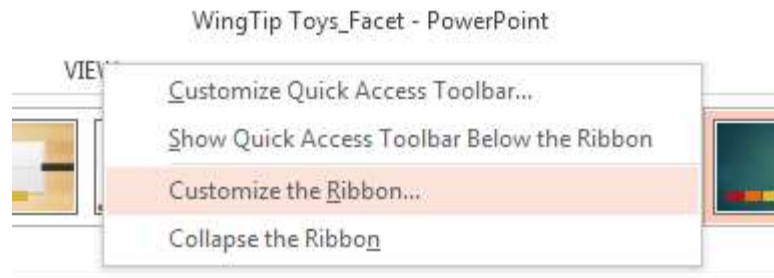 WingTip Toys_Facet - PowerPoint
VIEW
Customize Quick Access Toolbar...
Show Quick Access Toolbar Below the Ribbon
Customize the Ribbon...
Collapse the Ribbon